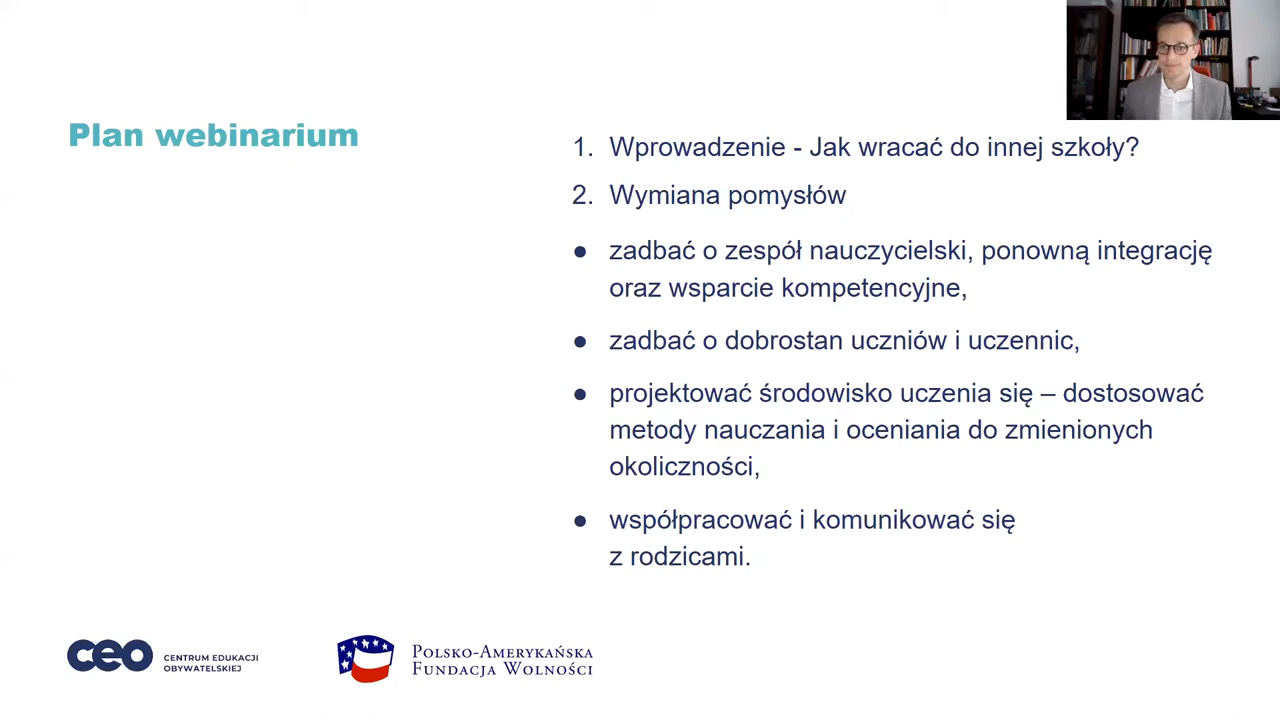 Plan webinarium
1. Wprowadzenie - Jak wracać do innej szkoły?
2. Wymiana pomysłów
● zadbać o zespół nauczycielski, ponowną integrację
oraz wsparcie kompetencyjne,
● zadbać o dobrostan uczniów i uczennic,
● projektować środowisko uczenia się – dostosować
metody nauczania i oceniania do zmienionych
okoliczności,
● współpracować i komunikować się
z rodzicami.
ceo
CENTRUM EDUKACJI
OBYWATELSKIEJ
POLSKO-AMERYKAŃSKA
FUNDACJA WOLNOŚCI